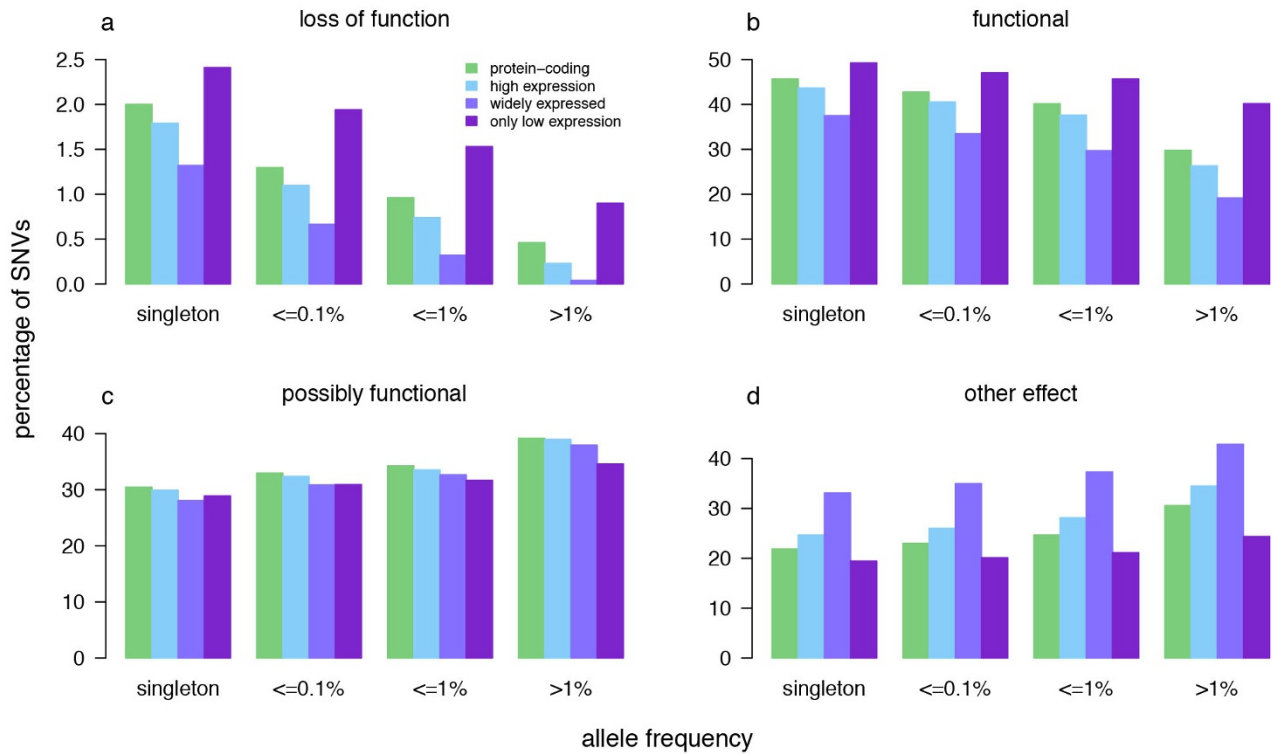 a
loss of function
2.5
2.0
1.5
1.0
0.5
0.0
protein−coding
high expression
widely expressed
only low expression
singleton
<=0.1%
<=1%
>1%
b
functional
50
40
30
20
10
0
singleton
<=0.1%
<=1%
>1%
percentage of SNVs
c
possibly functional
40
30
20
10
0
singleton
<=0.1%
<=1%
>1%
d
other effect
40
30
20
10
0
singleton
<=0.1%
<=1%
>1%
allele frequency